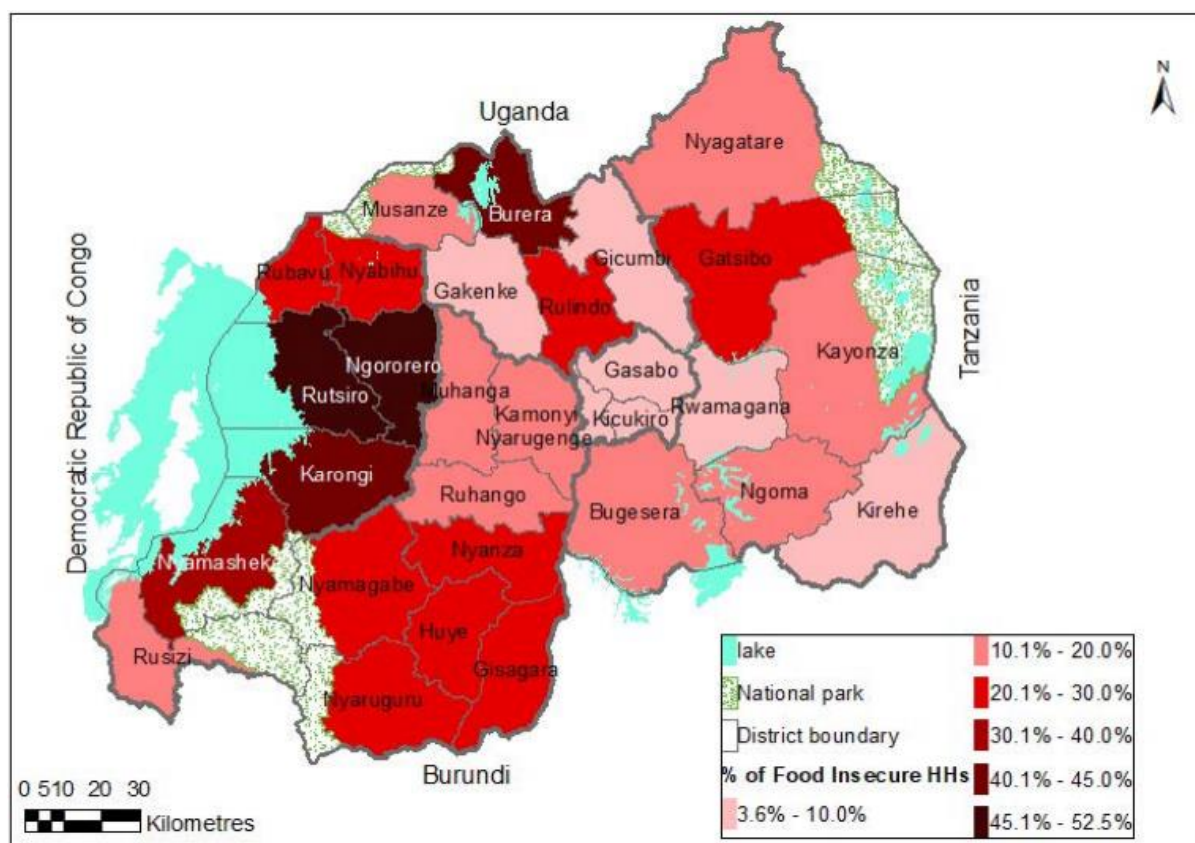 N
Uganda
Nyagatare
Musanze
Burera
Democratic Republic of Congo
Rubavu
Nyabihu
Gicumbi
Gatsibo
Gakenke
Rulindo
Tanzania
Kayonza
Ngororero
Gasabo
Rutsiro
Muhanga
Kamonyi
Kicukiro
Rwamagana
Nyarugenge
Karongi
Ruhango
Ngoma
Bugesera
Kirehe
Nyanza
Nyamashek
Nyamagabe
Huye
Rusizi
Gisagara
Nyaruguru
Burundi
lake
National park
District boundary
% of Food Insecure HHs
3.6% - 10.0%
10.1% - 20.0%
20.1% - 30.0%
30.1% - 40.0%
40.1% - 45.0%
45.1% - 52.5%
0 5 10 20 30
Kilometres